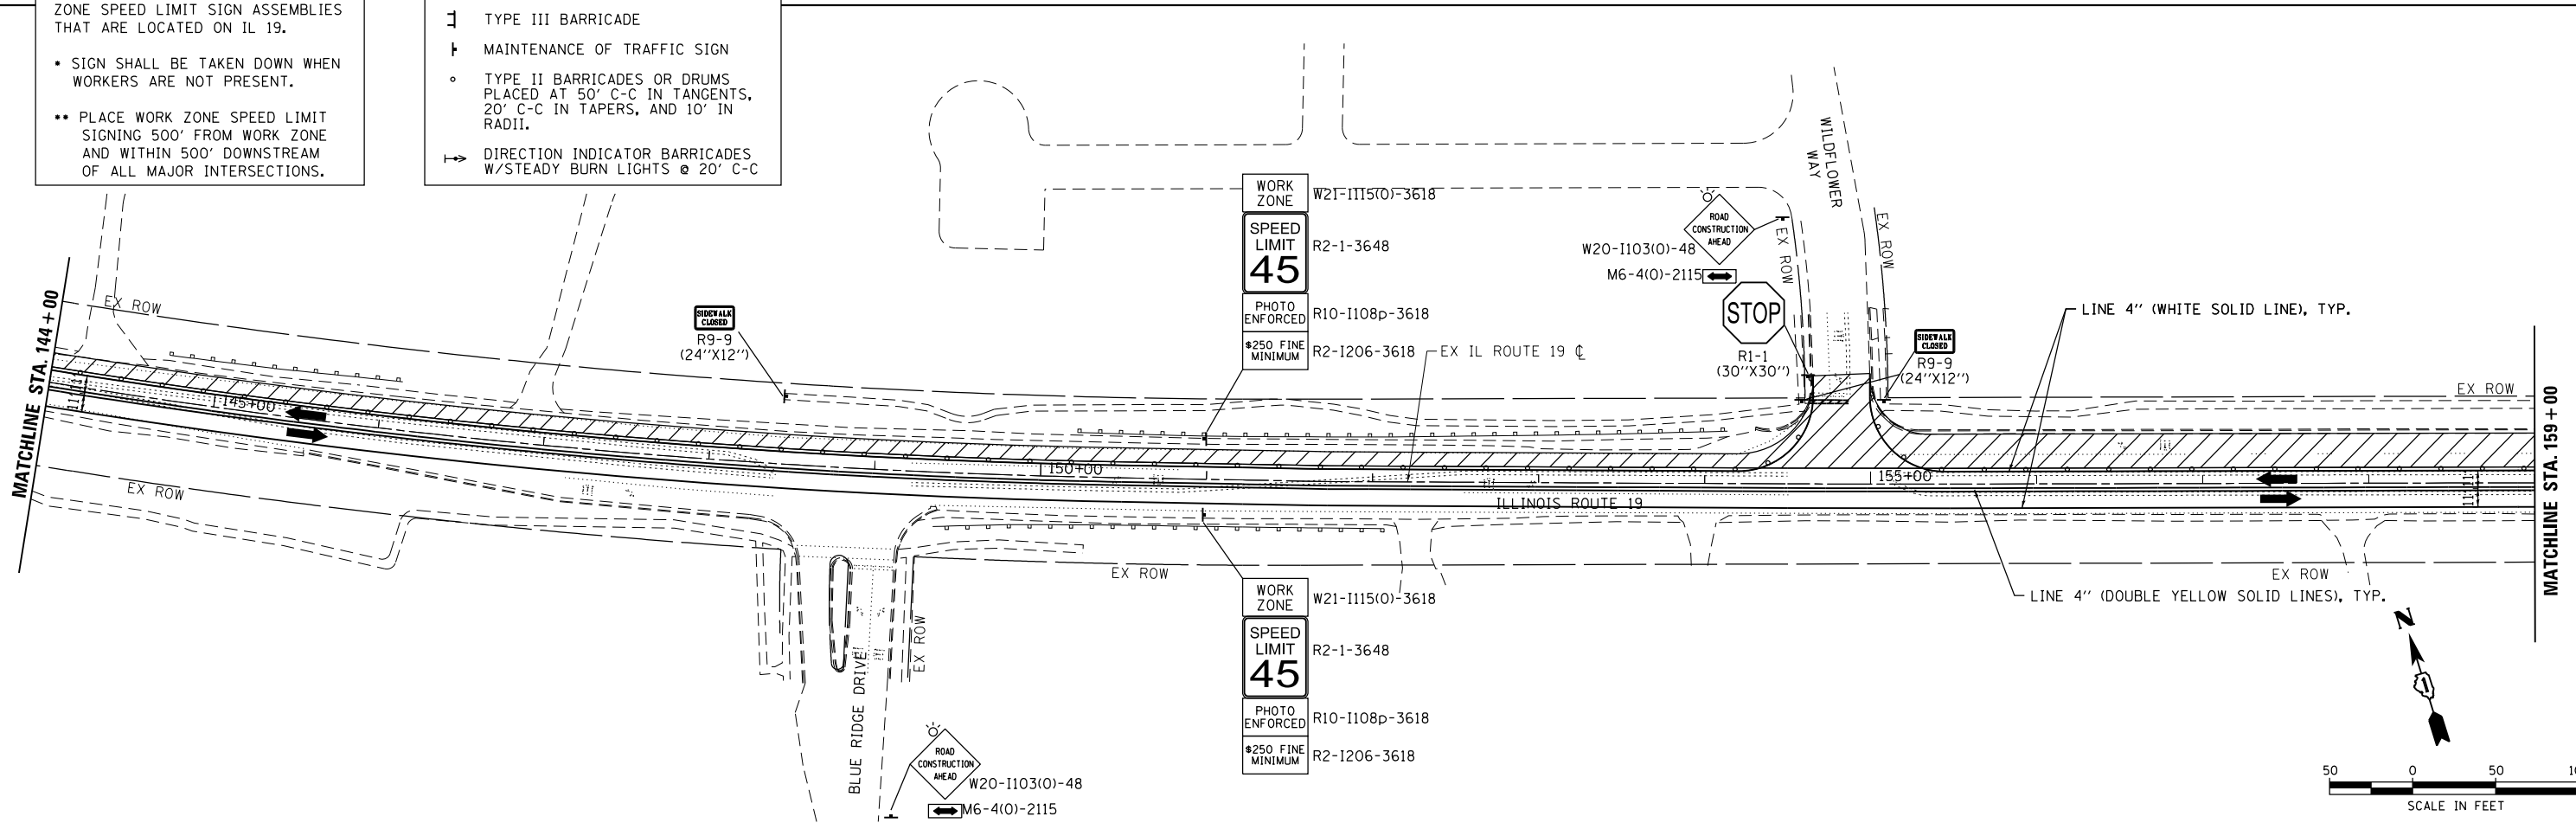 ZONE SPEED LIMIT SIGN ASSEMBLIES
THAT ARE LOCATED ON IL 19.
* SIGN SHALL BE TAKEN DOWN WHEN
WORKERS ARE NOT PRESENT.
** PLACE WORK ZONE SPEED LIMIT
SIGNING 500' FROM WORK ZONE
AND WITHIN 500' DOWNSTREAM
OF ALL MAJOR INTERSECTIONS.
TYPE III BARRICADE
MAINTENANCE OF TRAFFIC SIGN
TYPE II BARRICADES OR DRUMS
PLACED AT 50' C-C IN TANGENTS,
20' C-C IN TAPERS, AND 10' IN
RADII.
DIRECTION INDICATOR BARRICADES
W/STEADY BURN LIGHTS @ 20' C-C
WORK
ZONE
W21-I115(O)-3618
SPEED
LIMIT
45
R2-1-3648
PHOTO
ENFORCED
R10-I108p-3618
$250 FINE
MINIMUM
R2-I206-3618
EX IL ROUTE 19 ℄
ROAD
CONSTRUCTION
AHEAD
W20-I103(O)-48
M6-4(O)-2115
STOP
R1-1
(30''X30'')
WILDFLOWER
WAY
EX ROW
EX ROW
SIDEWALK
CLOSED
R9-9
(24''X12'')
LINE 4'' (WHITE SOLID LINE), TYP.
EX ROW
MATCHLINE STA. 159+00
MATCHLINE STA. 144+00
EX ROW
SIDEWALK
CLOSED
R9-9
(24''X12'')
11'
11'
145+00
150+00
155+00
11'
11'
ILLINOIS ROUTE 19
EX ROW
EX ROW
EX ROW
LINE 4'' (DOUBLE YELLOW SOLID LINES), TYP.
BLUE RIDGE DRIVE
EX ROW
ROAD
CONSTRUCTION
AHEAD
W20-I103(O)-48
M6-4(O)-2115
WORK
ZONE
W21-I115(O)-3618
SPEED
LIMIT
45
R2-1-3648
PHOTO
ENFORCED
R10-I108p-3618
$250 FINE
MINIMUM
R2-I206-3618
N
50 0 50
SCALE IN FEET